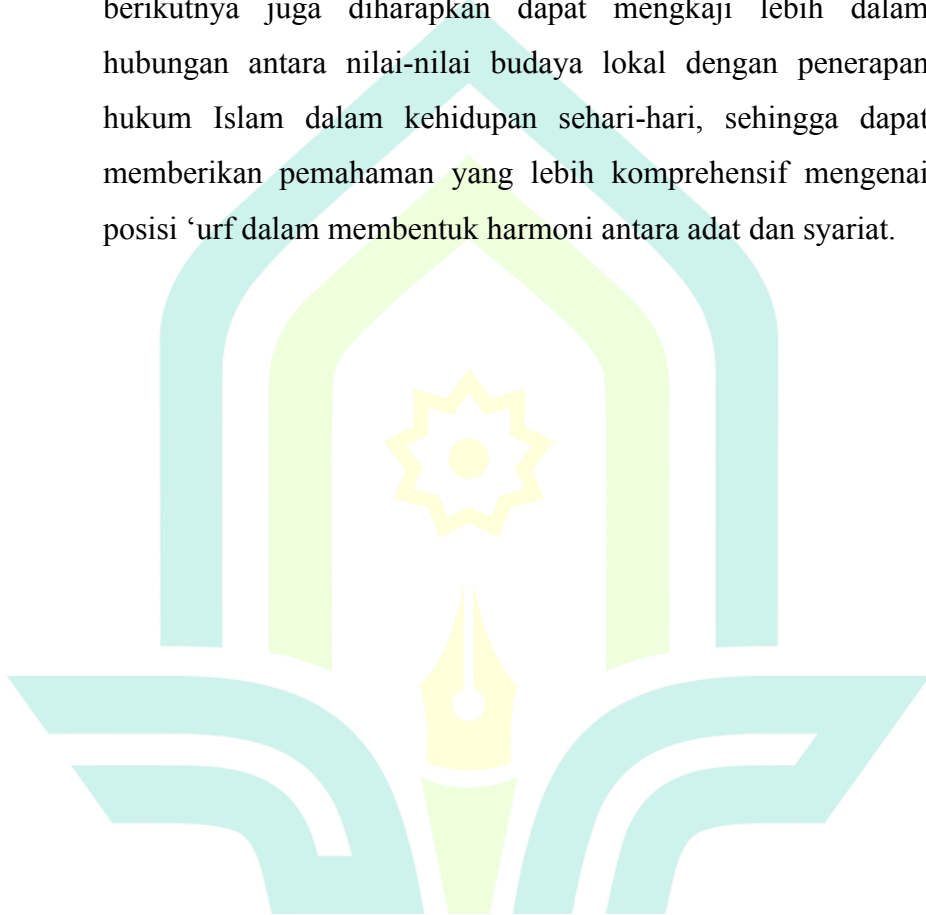 berikutnya juga diharapkan dapat mengkaji lebih dalam
hubungan antara nilai-nilai budaya lokal dengan penerapan
hukum Islam dalam kehidupan sehari-hari, sehingga dapat
memberikan pemahaman yang lebih komprehensif mengenai
posisi ‘urf dalam membentuk harmoni antara adat dan syariat.